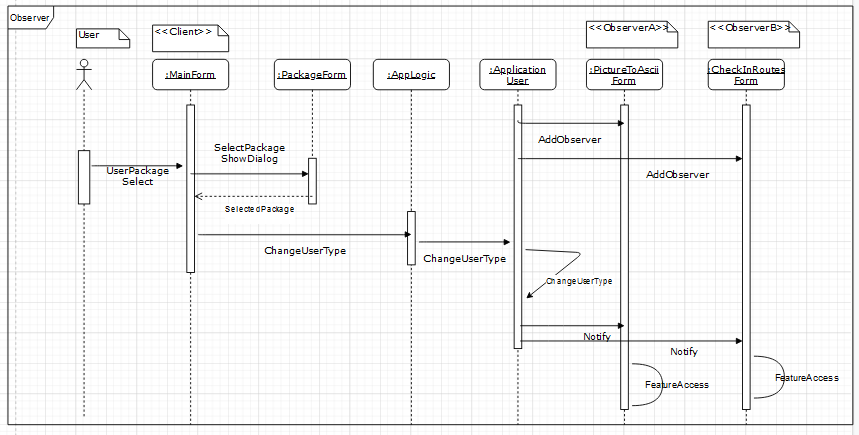 Observer
User
<<Client>>
<<ObserverA>>
<<ObserverB>>
:MainForm
:PackageForm
:AppLogic
:Application
User
:PictureToAscii
Form
:CheckInRoutes
Form
AddObserver
SelectPackage
ShowDialog
UserPackage
Select
AddObserver
SelectedPackage
ChangeUserType
ChangeUserType
ChangeUserType
Notify
Notify
FeatureAccess
FeatureAccess